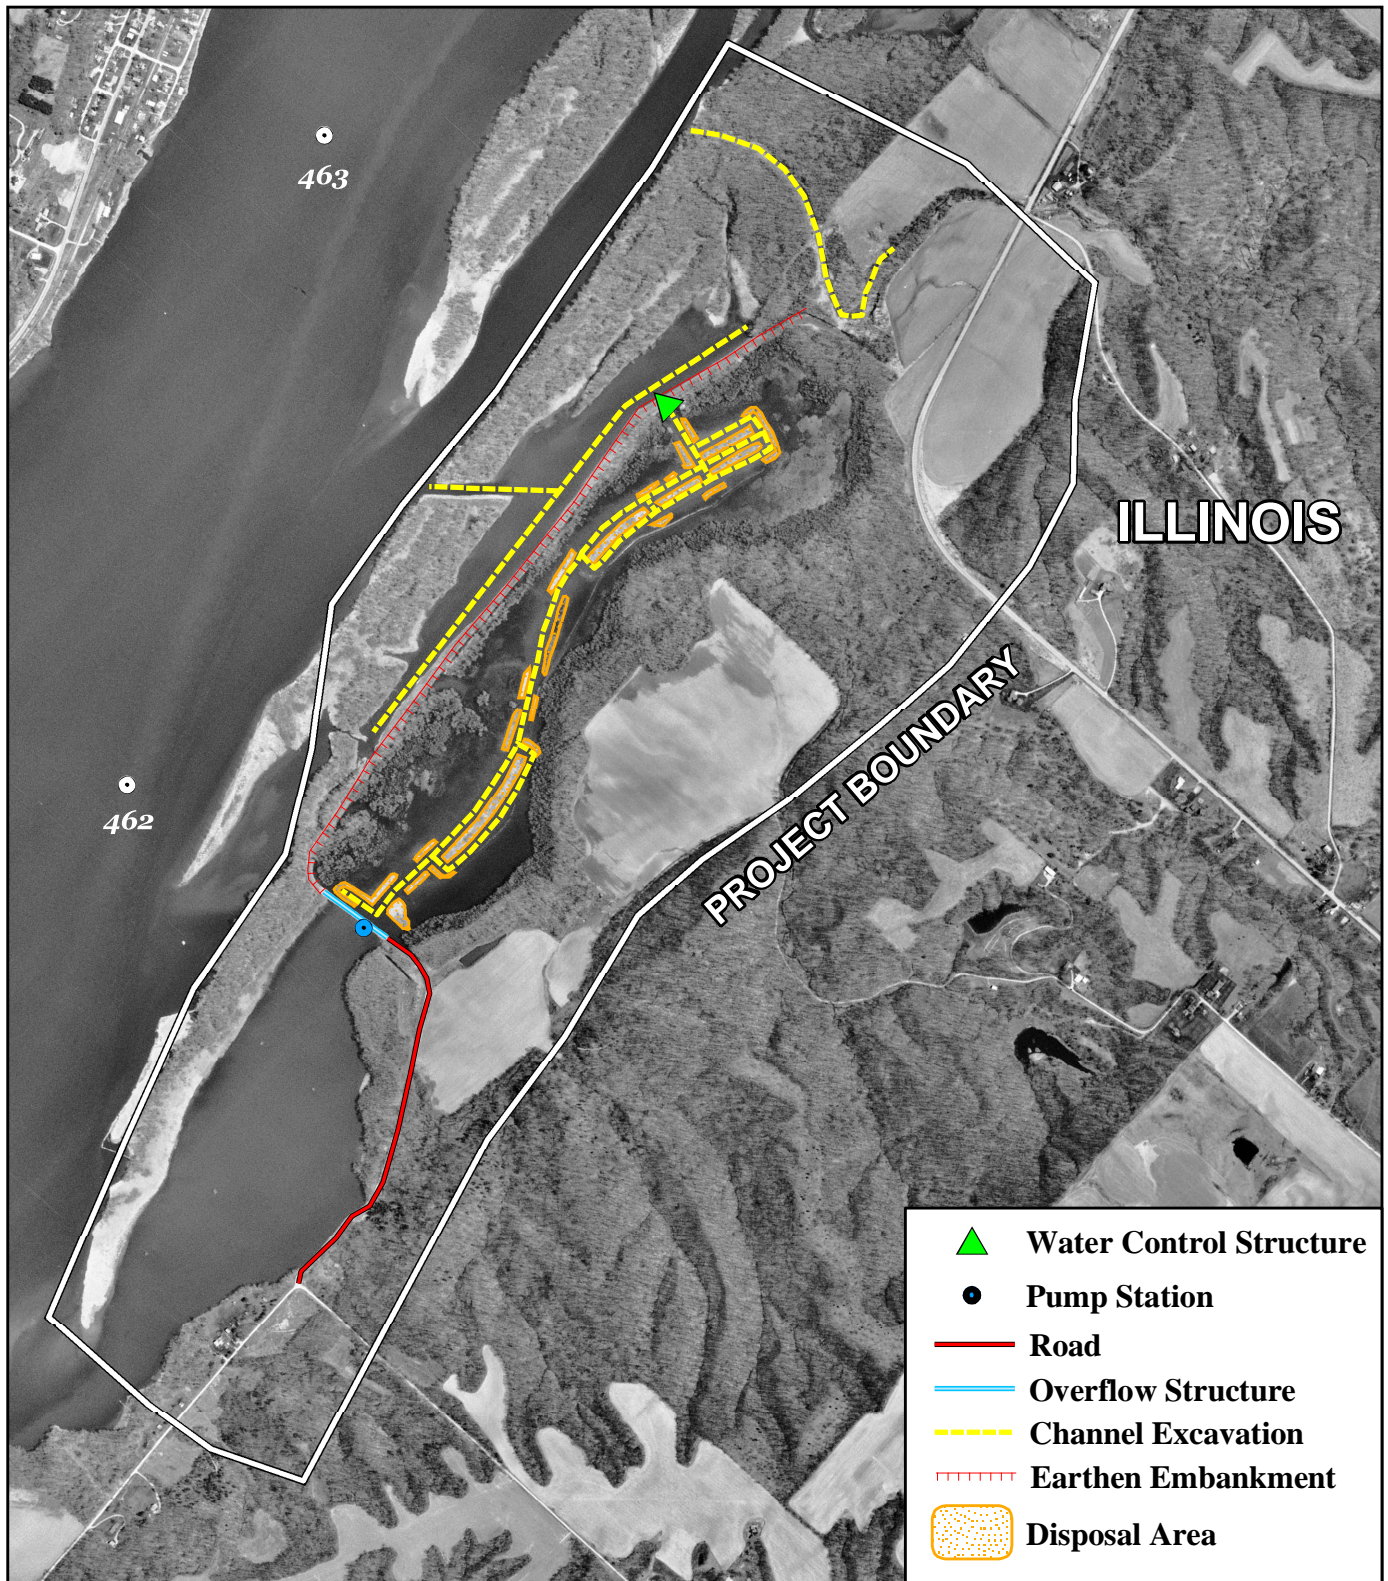 463
ILLINOIS
PROJECT BOUNDARY
462
Water Control Structure
Pump Station
Road
Overflow Structure
Channel Excavation
Earthen Embankment
Disposal Area